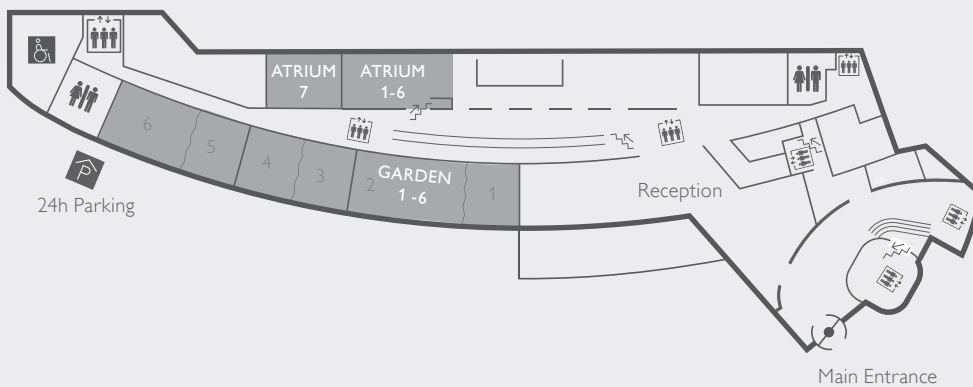 ATRIUM
7
ATRIUM
1-6
6
5
4
3
2
GARDEN
1 -6
1
P
24h Parking
Reception
Main Entrance